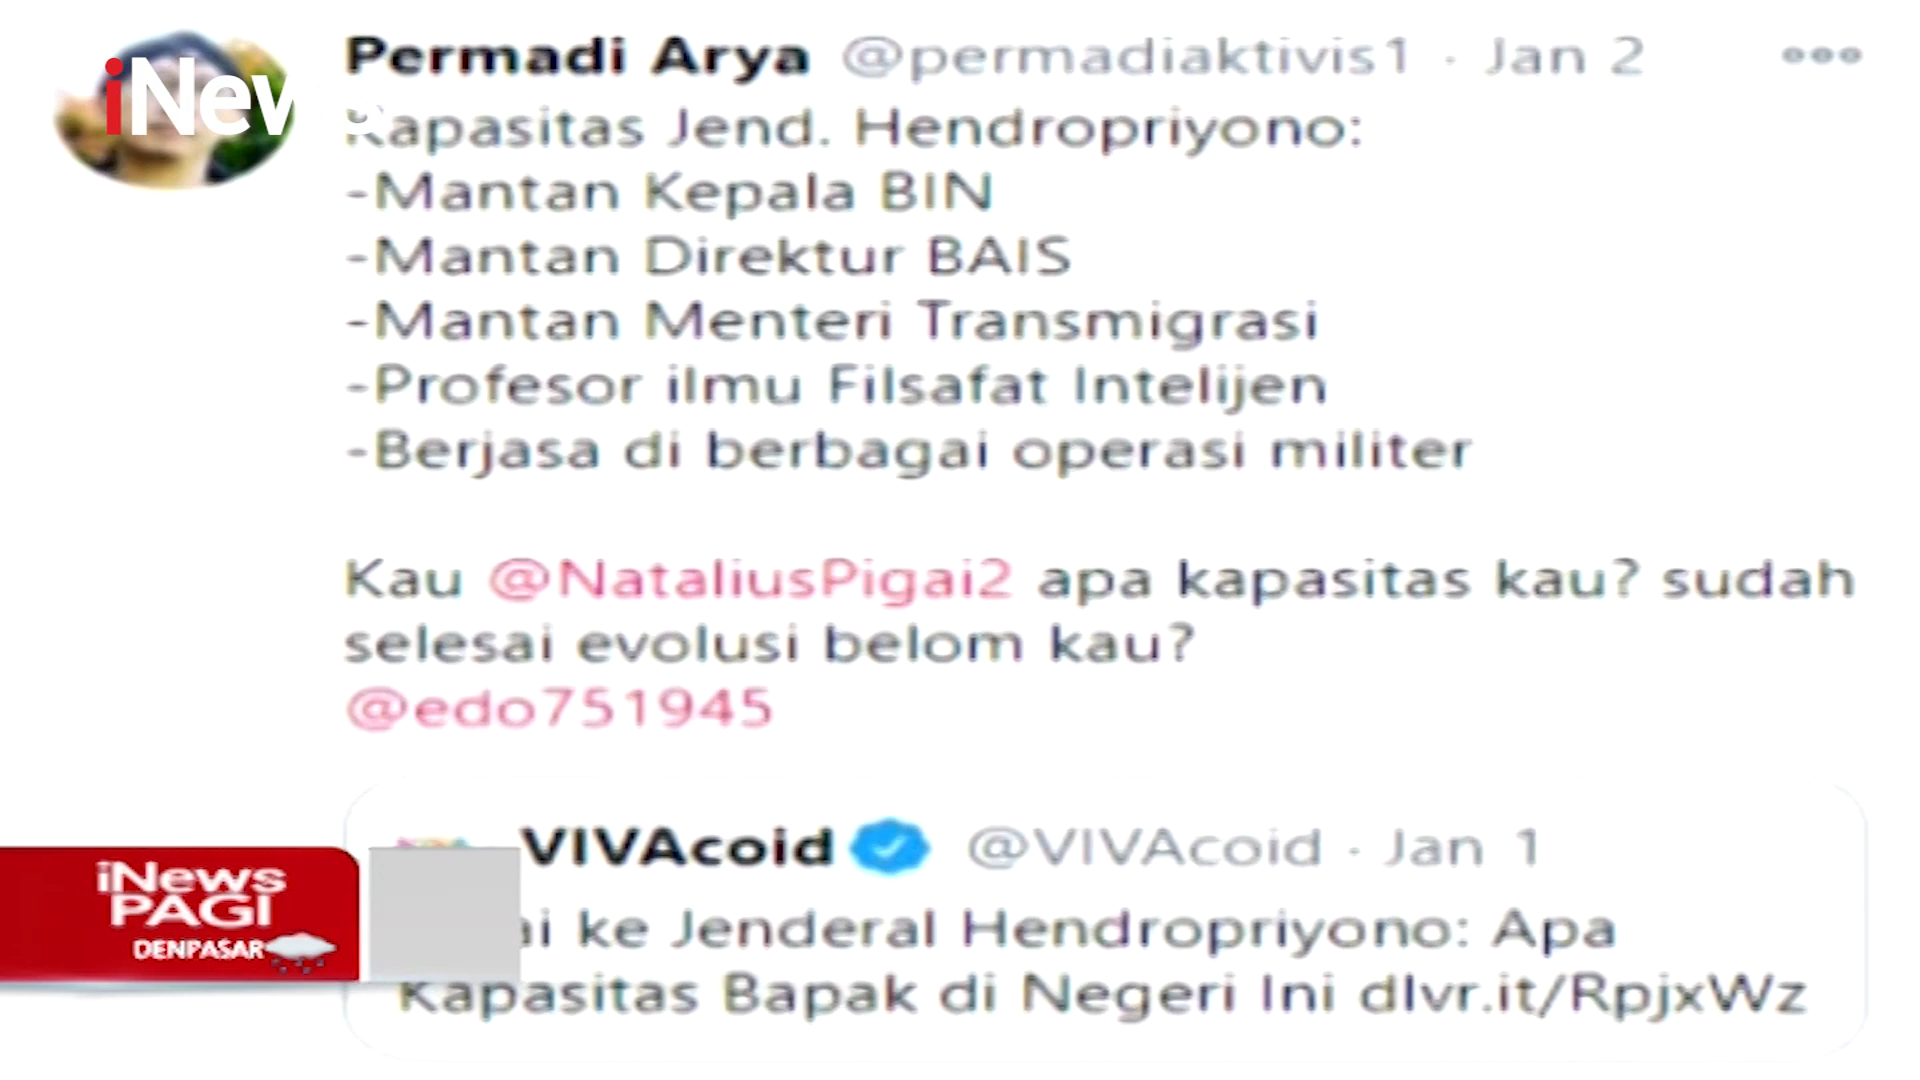 iNews
Permadi Arya @permadiaktivis1 · Jan 2
Kapasitas Jend. Hendropriyono:
-Mantan Kepala BIN
-Mantan Direktur BAIS
-Mantan Menteri Transmigrasi
-Profesor ilmu Filsafat Intelijen
-Berjasa di berbagai operasi militer
Kau @NataliusPigai2 apa kapasitas kau? sudah
selesai evolusi belom kau?
@edo751945
VIVAcoid @VIVAcoid · Jan 1
ke Jenderal Hendropriyono: Apa
Kapasitas Bapak di Negeri Ini dlvr.it/RpjxWz
iNews
PAGI
DENPASAR